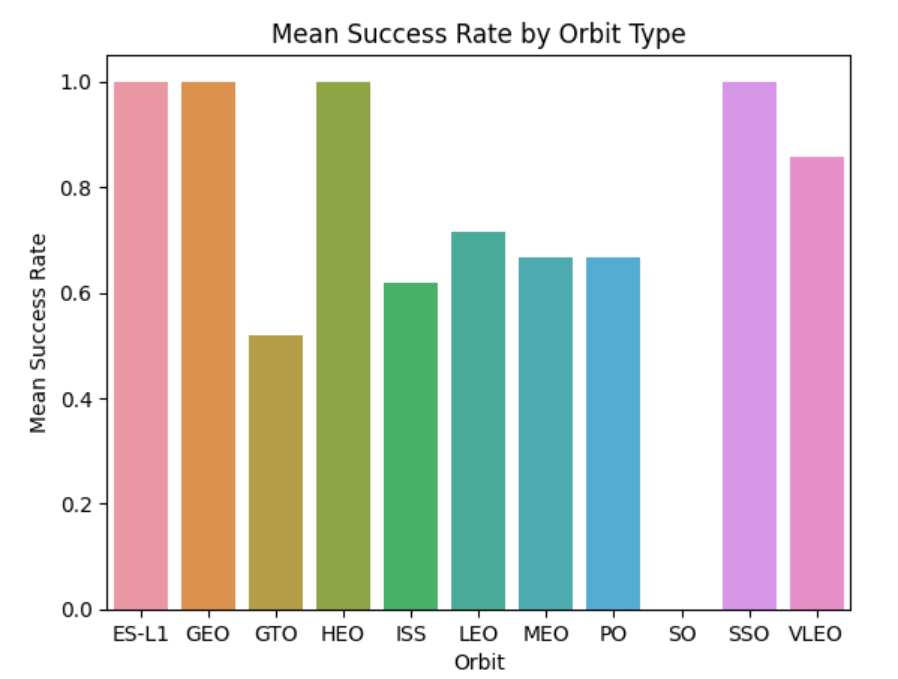 Mean Success Rate by Orbit Type
Mean Success Rate
1.0
0.8
0.6
0.4
0.2
0.0
ES-L1 GEO GTO HEO ISS LEO MEO PO SO SSO VLEO
Orbit